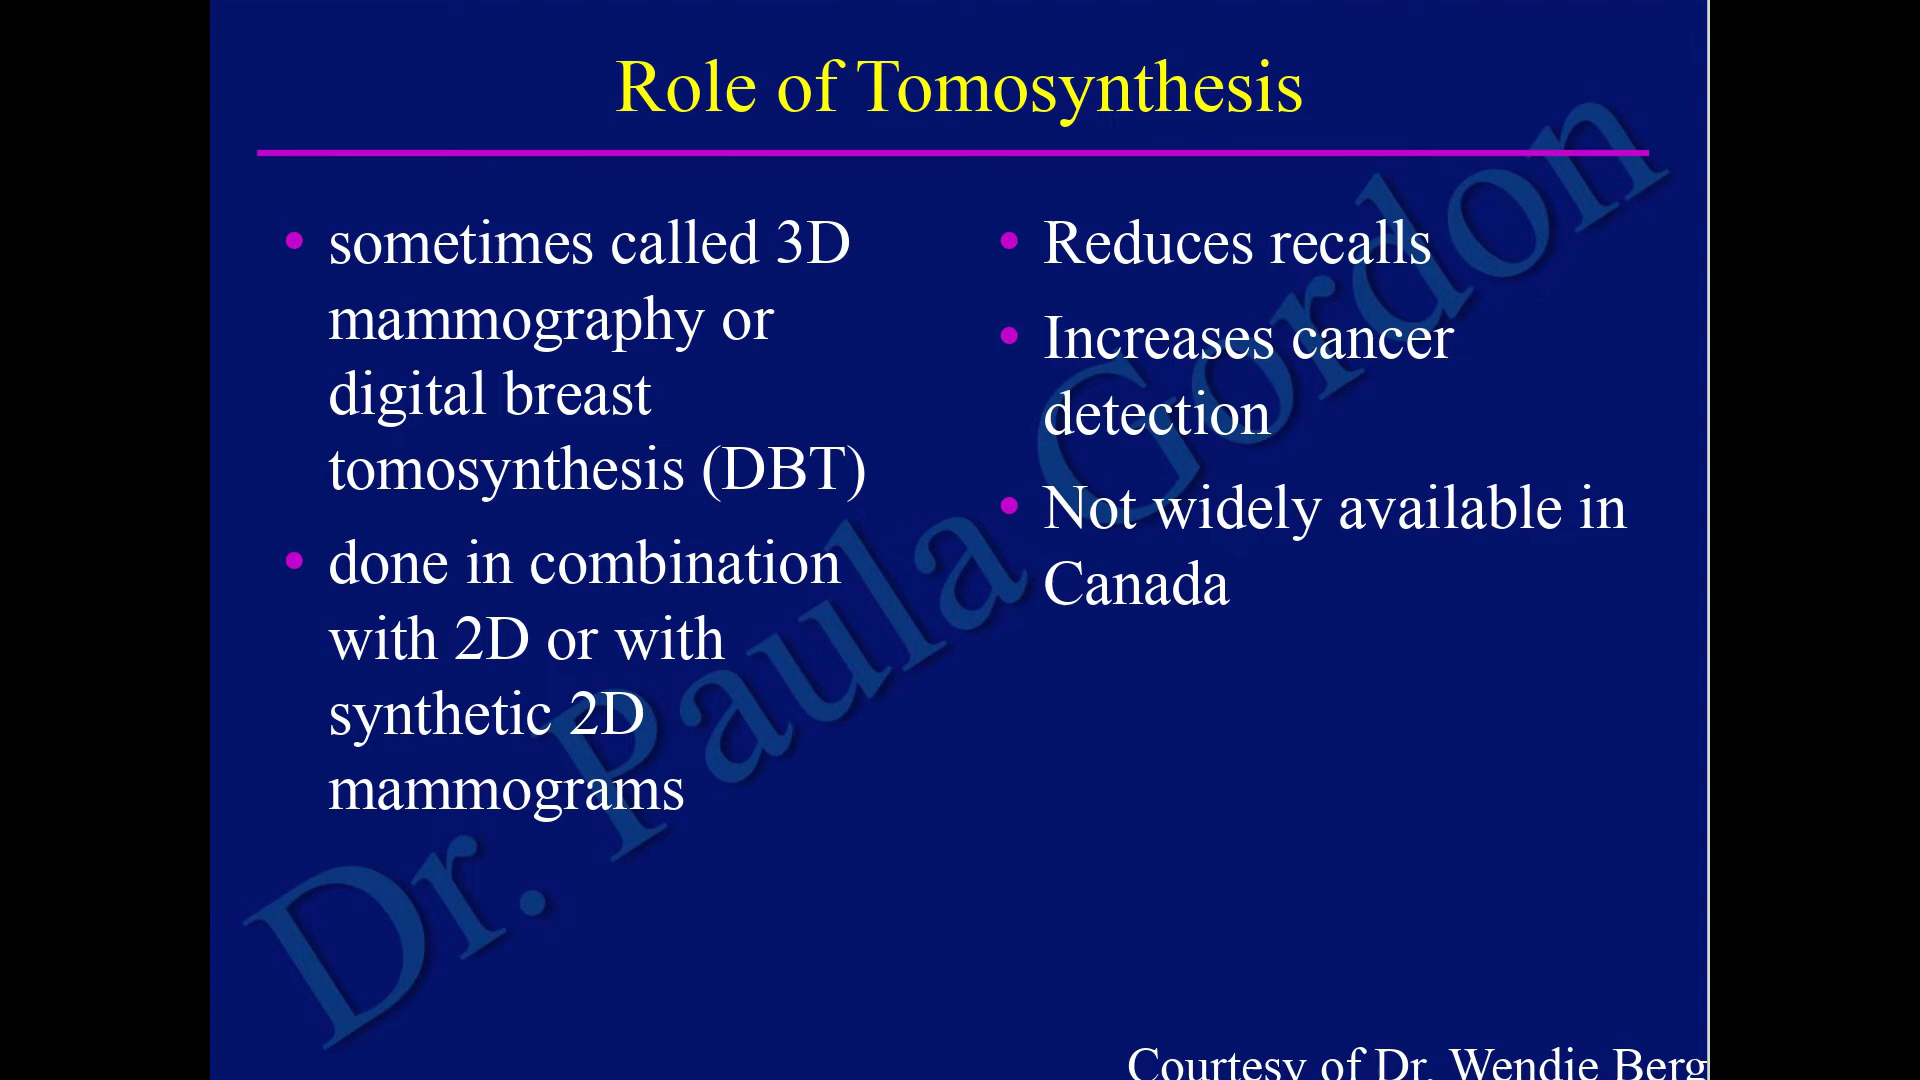 Role of Tomosynthesis
• sometimes called 3D
mammography or
digital breast
tomosynthesis (DBT)
• done in combination
with 2D or with
synthetic 2D
mammograms
• Reduces recalls
• Increases cancer
detection
• Not widely available in
Canada
Dr. Paula Gordon
Courtesy of Dr. Wendie Berg